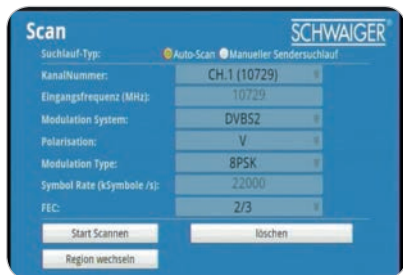 Scan
SCHWAIGER®
Suchlauf-Typ: Auto-Scan Manueller Sendersuchlauf
KanalNummer: CH.1 (10729)
Eingangsfrequenz (MHz): 10729
Modulation System: DVBS2
Polarisation: V
Modulation Type: 8PSK
Symbol Rate (kSymbole /s): 22000
FEC: 2/3
Start Scannen löschen
Region wechseln